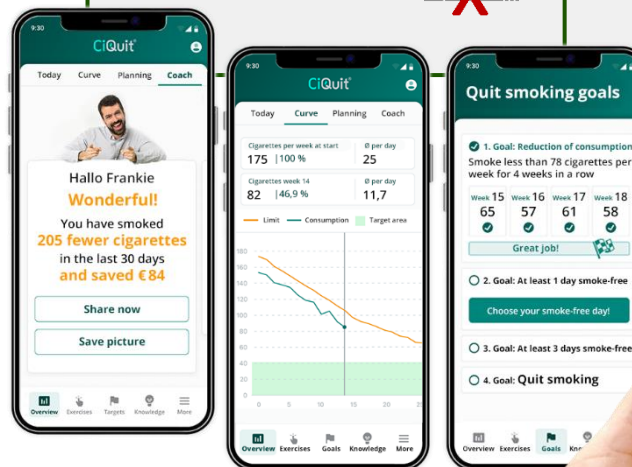 9:30
CiQuit
Today Curve Planning Coach
Hallo Frankie
Wonderful!
You have smoked
205 fewer cigarettes
in the last 30 days
and saved €84
Share now
Save picture
Overview Exercises Targets Knowledge More
9:30
CiQuit
Today Curve Planning Coach
Cigarettes per week at start Ø per day
175 |100 % 25
Cigarettes week 14 Ø per day
82 |46,9 % 11,7
Limit Consumption Target area
180
160
140
120
100
80
60
40
20
0
0 5 10 15 20
Overview Exercises Goals Knowledge More
9:30
Quit smoking goals
1. Goal: Reduction of consumption
Smoke less than 78 cigarettes per
week for 4 weeks in a row
Week 15 Week 16 Week 17 Week 18
65 57 61 58
Great job!
2. Goal: At least 1 day smoke-free
Choose your smoke-free day!
3. Goal: At least 3 days smoke-free
4. Goal: Quit smoking
Overview Exercises Goals